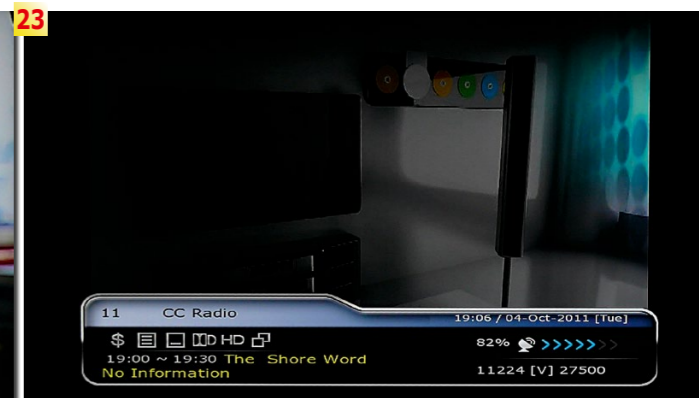 23
11 CC Radio
19:06 / 04-Oct-2011 [Tue]
$ HD
82%
19:00 ~ 19:30 The Shore Word
No Information
11224 [V] 27500